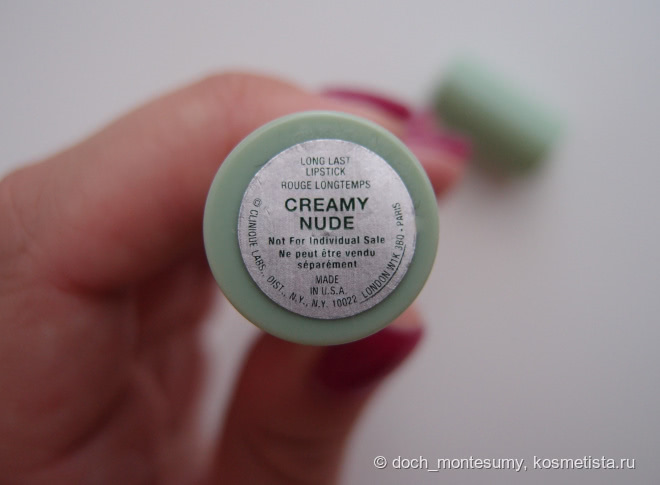 LONG LAST
LIPSTICK
ROUGE LONGTEMPS
CREAMY
NUDE
Not For Individual Sale
Ne peut être vendu
séparément
MADE
IN U.S.A.
© CLINIQUE LABS., DIST., N.Y., N.Y. 10022 LONDON W1K 3BQ - PARIS
© doch_montesumy, kosmetista.ru